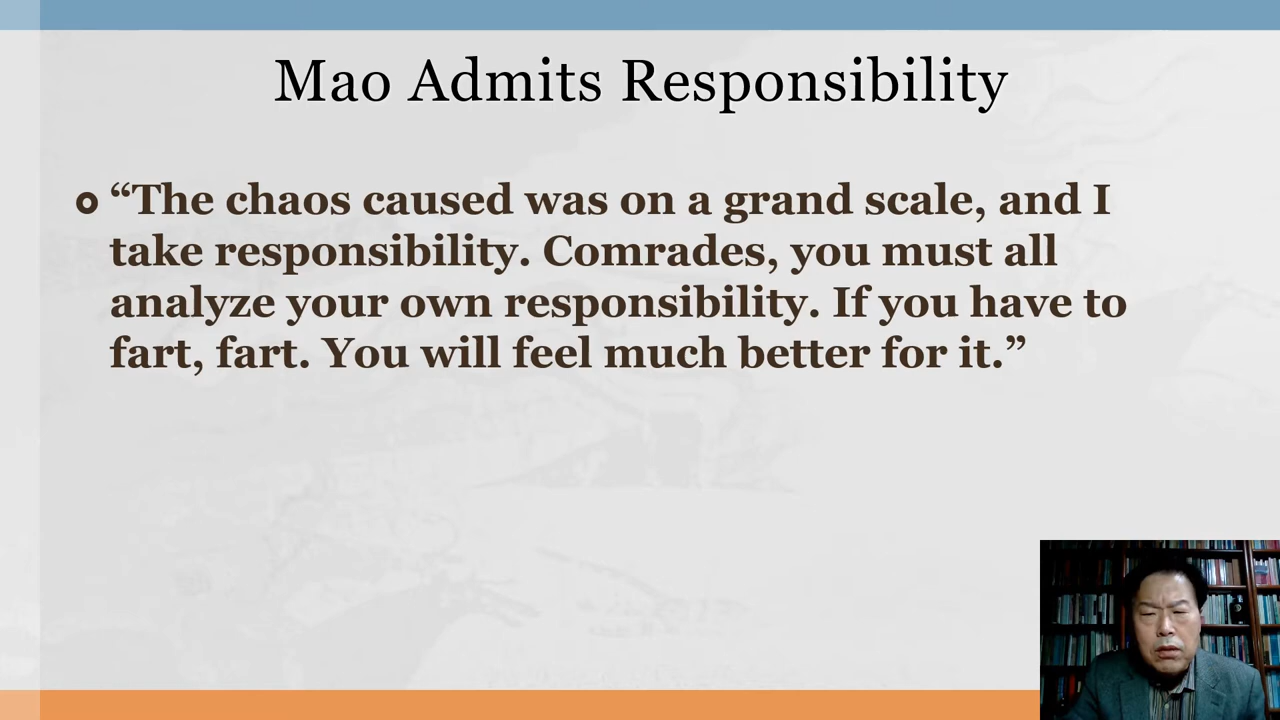 Mao Admits Responsibility
“The chaos caused was on a grand scale, and I
take responsibility. Comrades, you must all
analyze your own responsibility. If you have to
fart, fart. You will feel much better for it.”